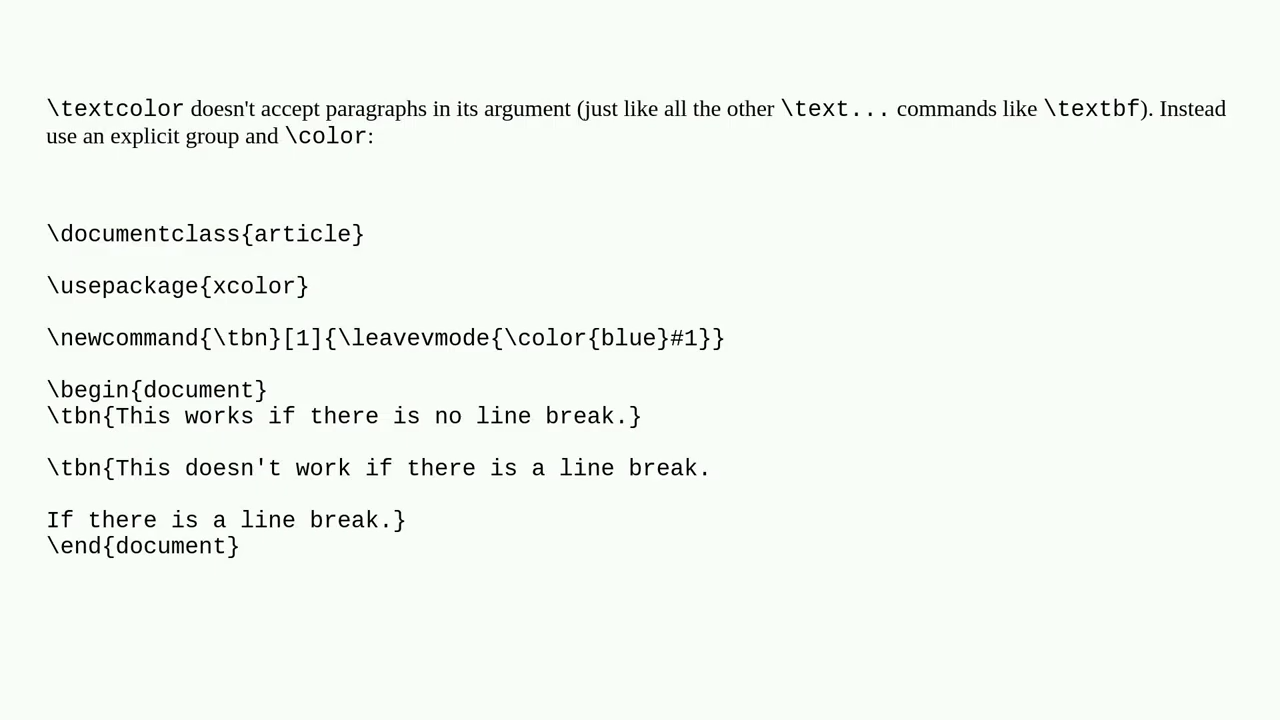 \textcolor doesn't accept paragraphs in its argument (just like all the other \text... commands like \textbf). Instead
use an explicit group and \color:
\documentclass{article}
\usepackage{xcolor}
\newcommand{\tbn}[1]{\leavevmode{\color{blue}#1}}
\begin{document}
\tbn{This works if there is no line break.}
\tbn{This doesn't work if there is a line break.
If there is a line break.}
\end{document}